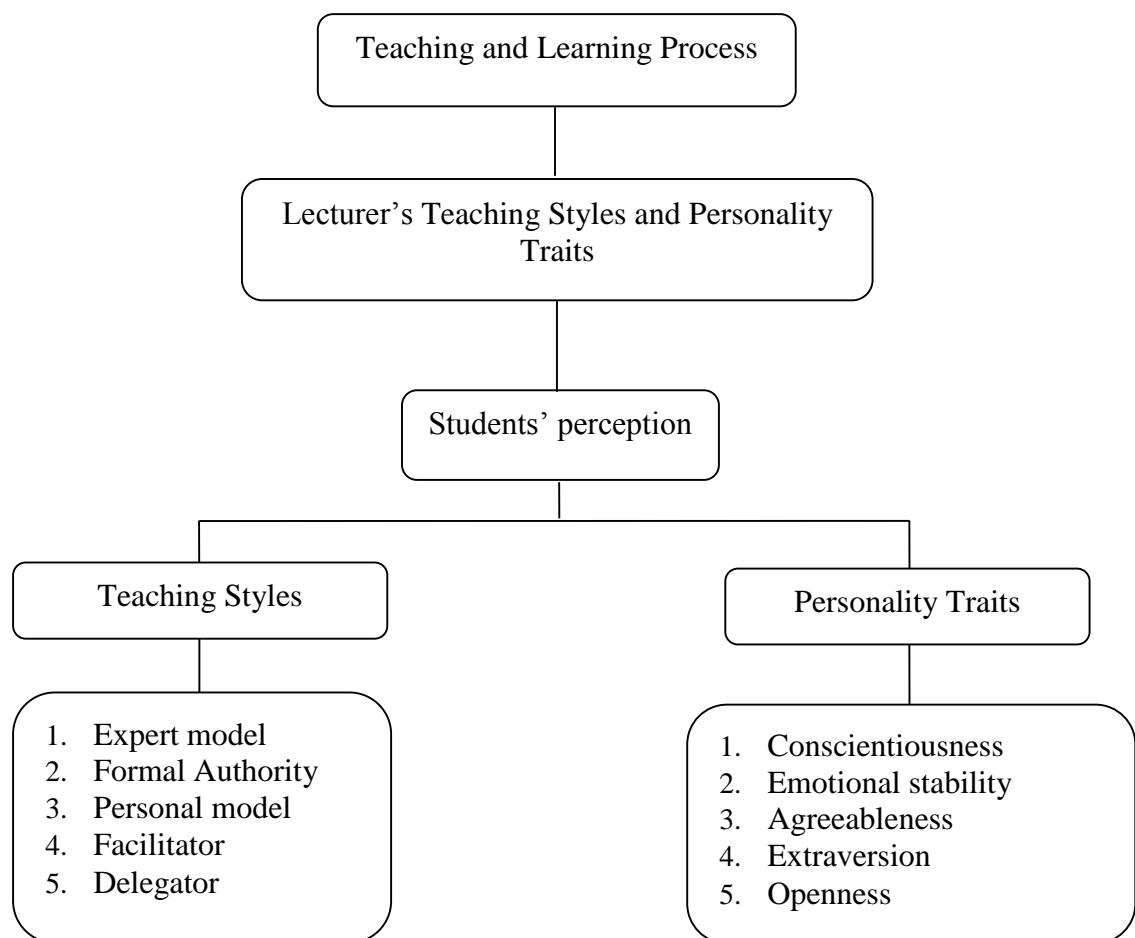 Teaching and Learning Process
Lecturer’s Teaching Styles and Personality
Traits
Students’ perception
Teaching Styles
Personality Traits
1. Expert model
2. Formal Authority
3. Personal model
4. Facilitator
5. Delegator
1. Conscientiousness
2. Emotional stability
3. Agreeableness
4. Extraversion
5. Openness